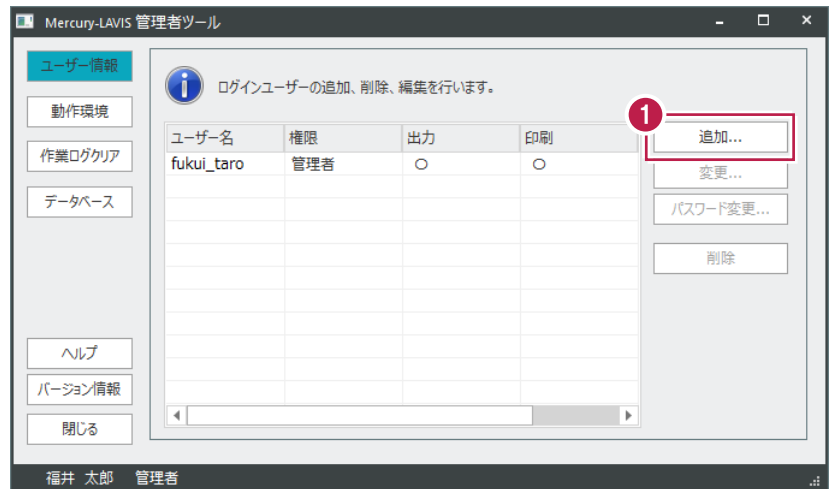 Mercury-LAVIS 管理者ツール
ユーザー情報
動作環境
作業ログクリア
データベース
ヘルプ
バージョン情報
閉じる
ログインユーザーの追加、削除、編集を行います。
ユーザー名 権限 出力 印刷
fukui_taro 管理者 ○ ○
1
追加...
変更...
パスワード変更...
削除
福井 太郎 管理者